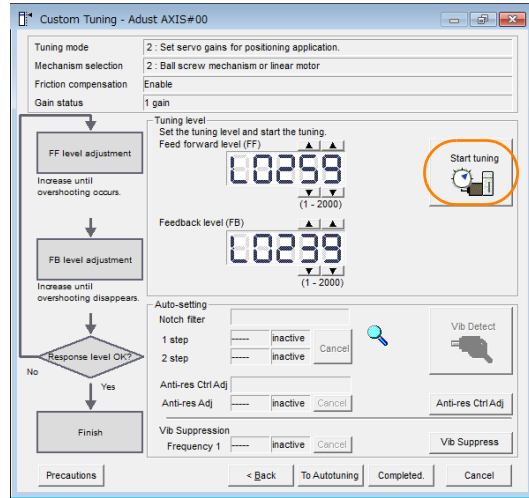 Custom Tuning - Adust AXIS#00
Tuning mode 2 : Set servo gains for positioning application.
Mechanism selection 2 : Ball screw mechanism or linear motor
Friction compensation Enable
Gain status 1 gain
FF level adjustment
Increase until
overshooting occurs.
FB level adjustment
Increase until
overshooting disappears.
Response level OK?
No
Yes
Finish
Tuning level
Set the tuning level and start the tuning.
Feed forward level (FF)
L0259
(1 - 2000)
Feedback level (FB)
L0239
(1 - 2000)
Start tuning
Auto-setting
Notch filter
1 step ----- inactive
2 step ----- inactive
Cancel
Vib Detect
Anti-res Ctrl Adj
Anti-res Adj ----- inactive Cancel
Anti-res Ctrl Adj
Vib Suppression
Frequency 1 ----- inactive Cancel
Vib Suppress
Precautions < Back To Autotuning Completed. Cancel